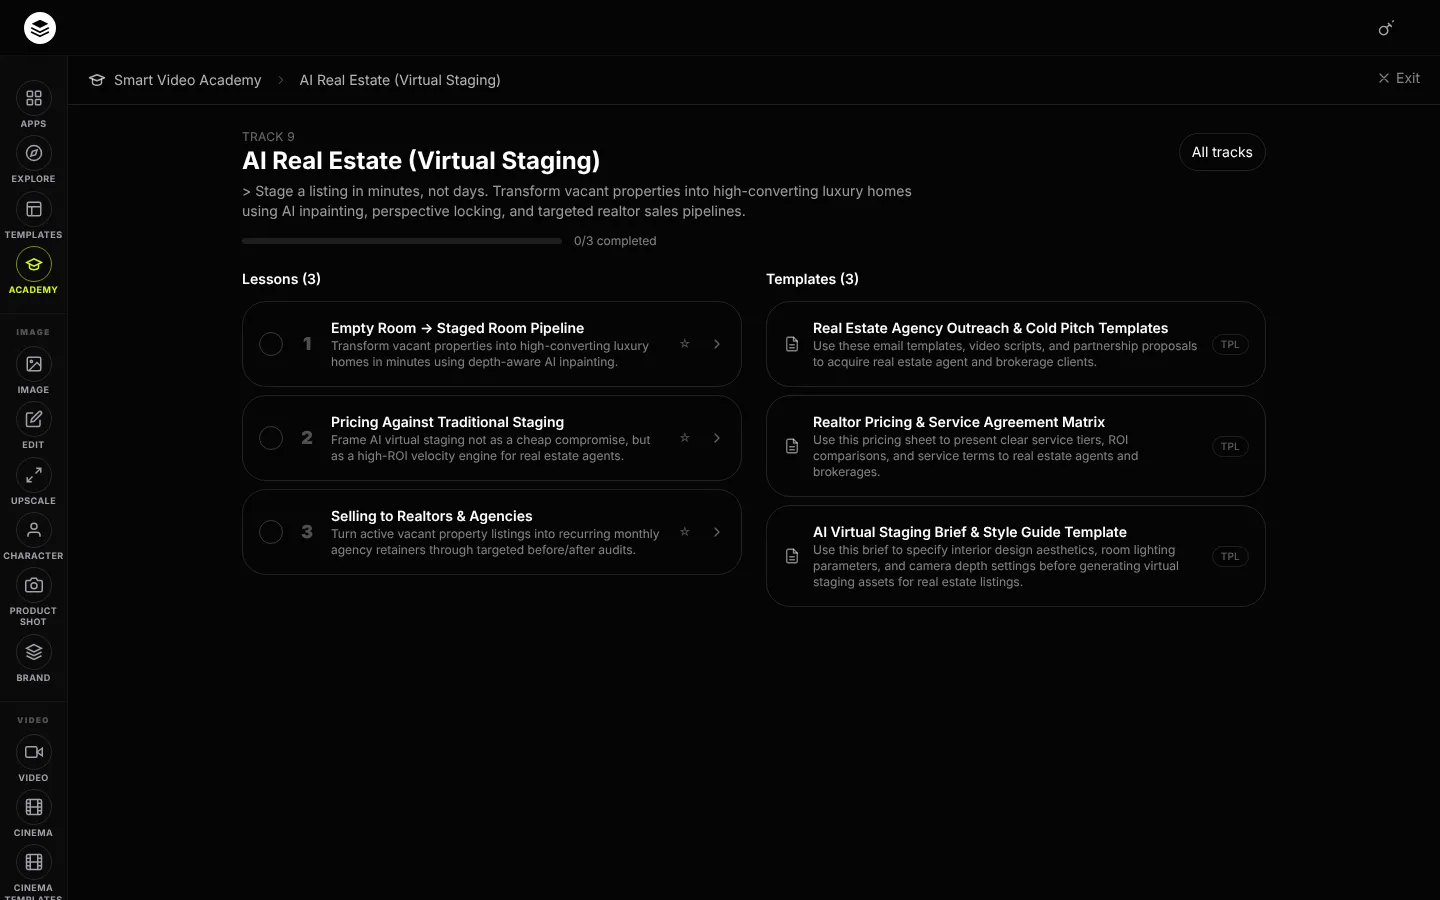 Smart Video Academy
AI Real Estate (Virtual Staging)
Exit
APPS
EXPLORE
TEMPLATES
ACADEMY
IMAGE
IMAGE
EDIT
UPSCALE
CHARACTER
PRODUCT
SHOT
BRAND
VIDEO
VIDEO
CINEMA
CINEMA
TEMPLATES
TRACK 9
AI Real Estate (Virtual Staging)
All tracks
> Stage a listing in minutes, not days. Transform vacant properties into high-converting luxury homes
using AI inpainting, perspective locking, and targeted realtor sales pipelines.
0/3 completed
Lessons (3)
1
Empty Room → Staged Room Pipeline
Transform vacant properties into high-converting luxury
homes in minutes using depth-aware AI inpainting.
2
Pricing Against Traditional Staging
Frame AI virtual staging not as a cheap compromise, but
as a high-ROI velocity engine for real estate agents.
3
Selling to Realtors & Agencies
Turn active vacant property listings into recurring monthly
agency retainers through targeted before/after audits.
Templates (3)
Real Estate Agency Outreach & Cold Pitch Templates
Use these email templates, video scripts, and partnership proposals
to acquire real estate agent and brokerage clients.
TPL
Realtor Pricing & Service Agreement Matrix
Use this pricing sheet to present clear service tiers, ROI
comparisons, and service terms to real estate agents and
brokerages.
TPL
AI Virtual Staging Brief & Style Guide Template
Use this brief to specify interior design aesthetics, room lighting
parameters, and camera depth settings before generating virtual
staging assets for real estate listings.
TPL